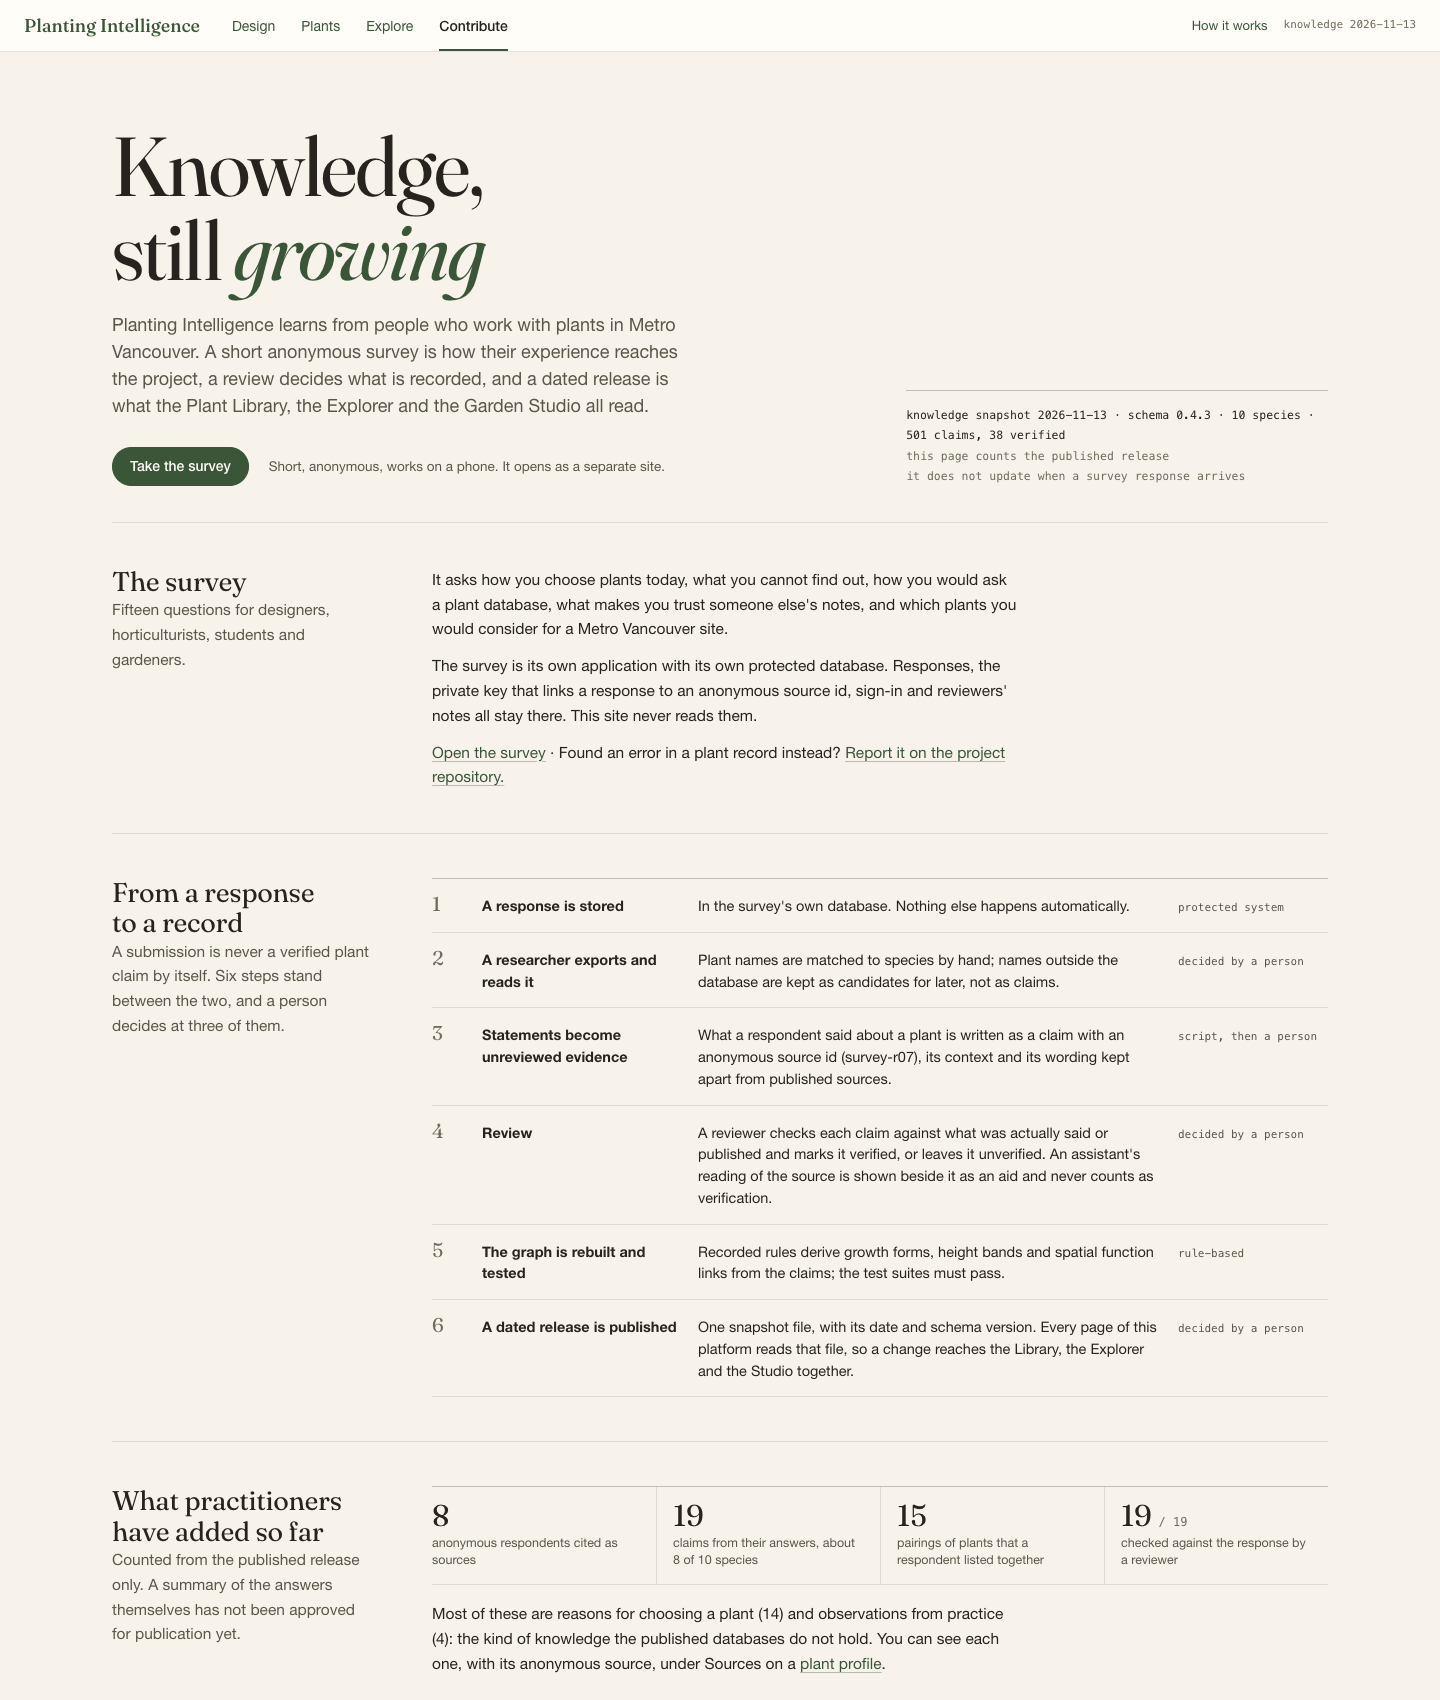 Planting Intelligence
Design
Plants
Explore
Contribute
How it works
knowledge 2026-11-13
Knowledge,
still growing
Planting Intelligence learns from people who work with plants in Metro
Vancouver. A short anonymous survey is how their experience reaches
the project, a review decides what is recorded, and a dated release is
what the Plant Library, the Explorer and the Garden Studio all read.
Take the survey
Short, anonymous, works on a phone. It opens as a separate site.
knowledge snapshot 2026-11-13 · schema 0.4.3 · 10 species ·
501 claims, 38 verified
this page counts the published release
it does not update when a survey response arrives
The survey
Fifteen questions for designers,
horticulturists, students and
gardeners.
It asks how you choose plants today, what you cannot find out, how you would ask
a plant database, what makes you trust someone else's notes, and which plants you
would consider for a Metro Vancouver site.
The survey is its own application with its own protected database. Responses, the
private key that links a response to an anonymous source id, sign-in and reviewers'
notes all stay there. This site never reads them.
Open the survey · Found an error in a plant record instead? Report it on the project
repository.
From a response
to a record
A submission is never a verified plant
claim by itself. Six steps stand
between the two, and a person
decides at three of them.
1
A response is stored
In the survey's own database. Nothing else happens automatically.
protected system
2
A researcher exports and
reads it
Plant names are matched to species by hand; names outside the
database are kept as candidates for later, not as claims.
decided by a person
3
Statements become
unreviewed evidence
What a respondent said about a plant is written as a claim with an
anonymous source id (survey-r07), its context and its wording kept
apart from published sources.
script, then a person
4
Review
A reviewer checks each claim against what was actually said or
published and marks it verified, or leaves it unverified. An assistant's
reading of the source is shown beside it as an aid and never counts as
verification.
decided by a person
5
The graph is rebuilt and
tested
Recorded rules derive growth forms, height bands and spatial function
links from the claims; the test suites must pass.
rule-based
6
A dated release is published
One snapshot file, with its date and schema version. Every page of this
platform reads that file, so a change reaches the Library, the Explorer
and the Studio together.
decided by a person
What practitioners
have added so far
Counted from the published release
only. A summary of the answers
themselves has not been approved
for publication yet.
8
anonymous respondents cited as
sources
19
claims from their answers, about
8 of 10 species
15
pairings of plants that a
respondent listed together
19 / 19
checked against the response by
a reviewer
Most of these are reasons for choosing a plant (14) and observations from practice
(4): the kind of knowledge the published databases do not hold. You can see each
one, with its anonymous source, under Sources on a plant profile.